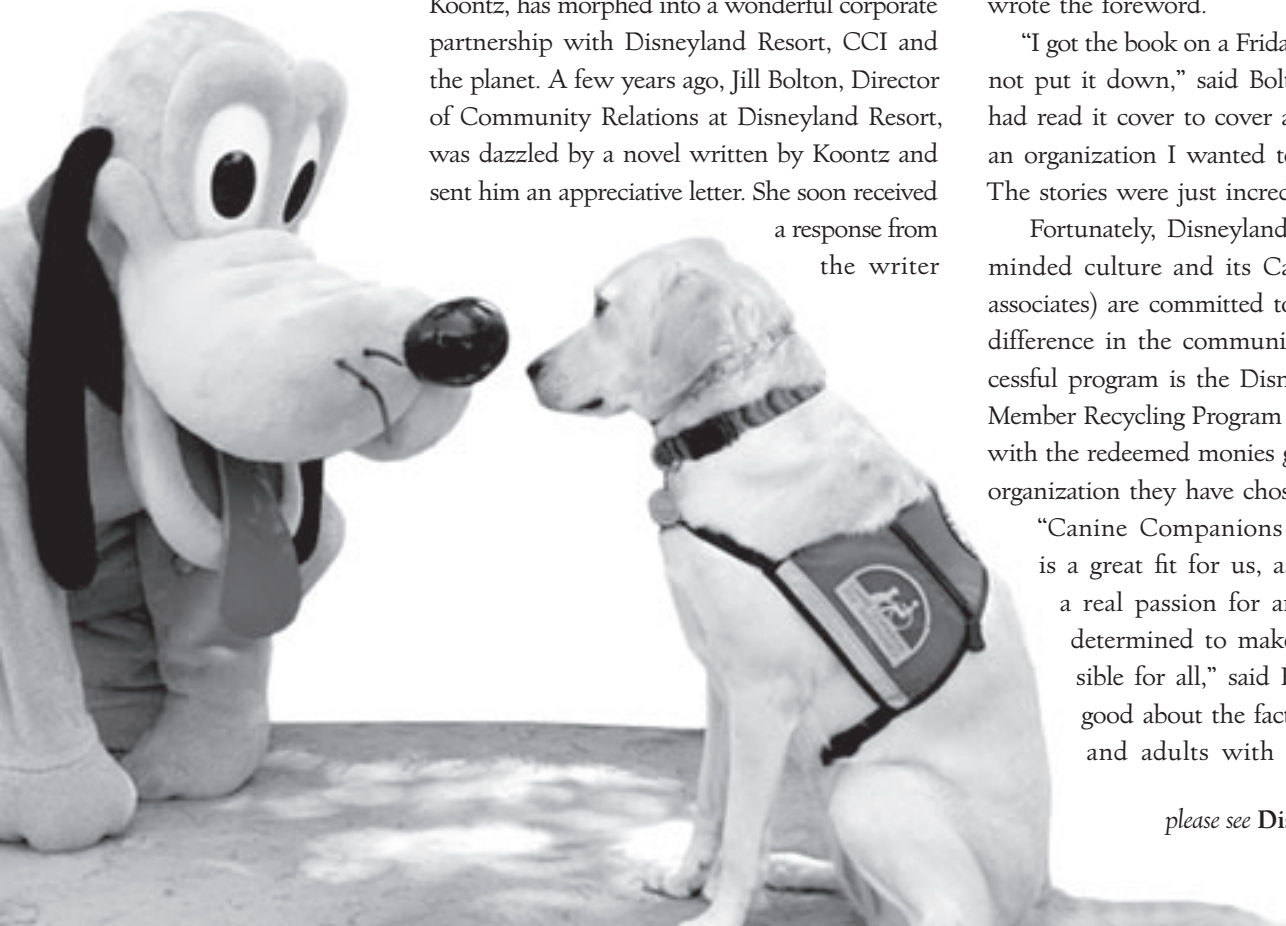 Koontz, has morphed into a wonderful corporate
partnership with Disneyland Resort, CCI and
the planet. A few years ago, Jill Bolton, Director
of Community Relations at Disneyland Resort,
was dazzled by a novel written by Koontz and
sent him an appreciative letter. She soon received
a response from
the writer
wrote the foreword.
“I got the book on a Frida
not put it down,” said Bol
had read it cover to cover a
an organization I wanted t
The stories were just incre
Fortunately, Disneyland
minded culture and its Ca
associates) are committed t
difference in the communi
cessful program is the Disn
Member Recycling Program
with the redeemed monies g
organization they have chos
“Canine Companions
is a great fit for us, a
a real passion for a
determined to mak
sible for all,” said
good about the fact
and adults with
please see Di